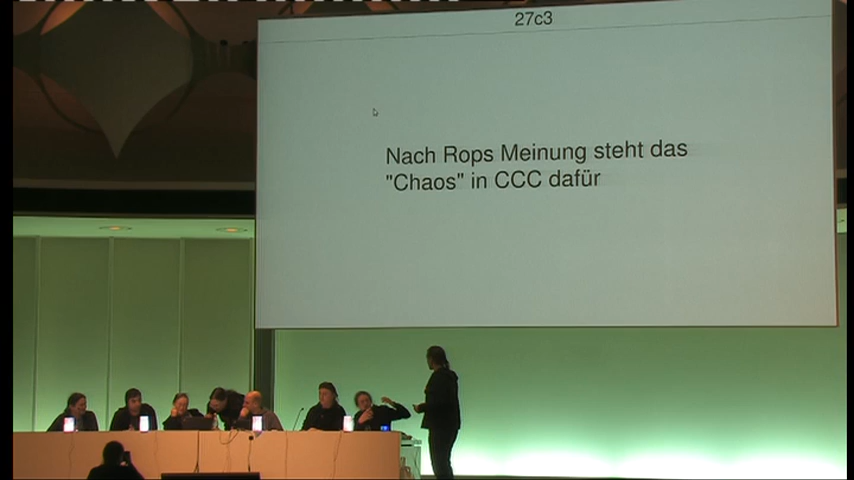 27c3
Nach Rops Meinung steht das
"Chaos" in CCC dafür